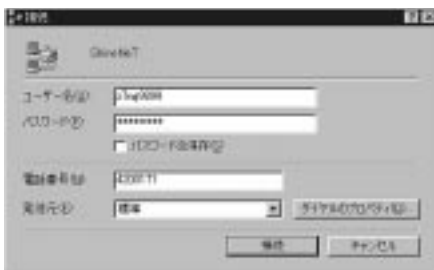 接続
ユーザー名(U)
パスワード(P)
*********
パスワードの保存(S)
電話番号(N)
発信元(F)
標準
ダイヤルのプロパティ(D)...
接続
キャンセル